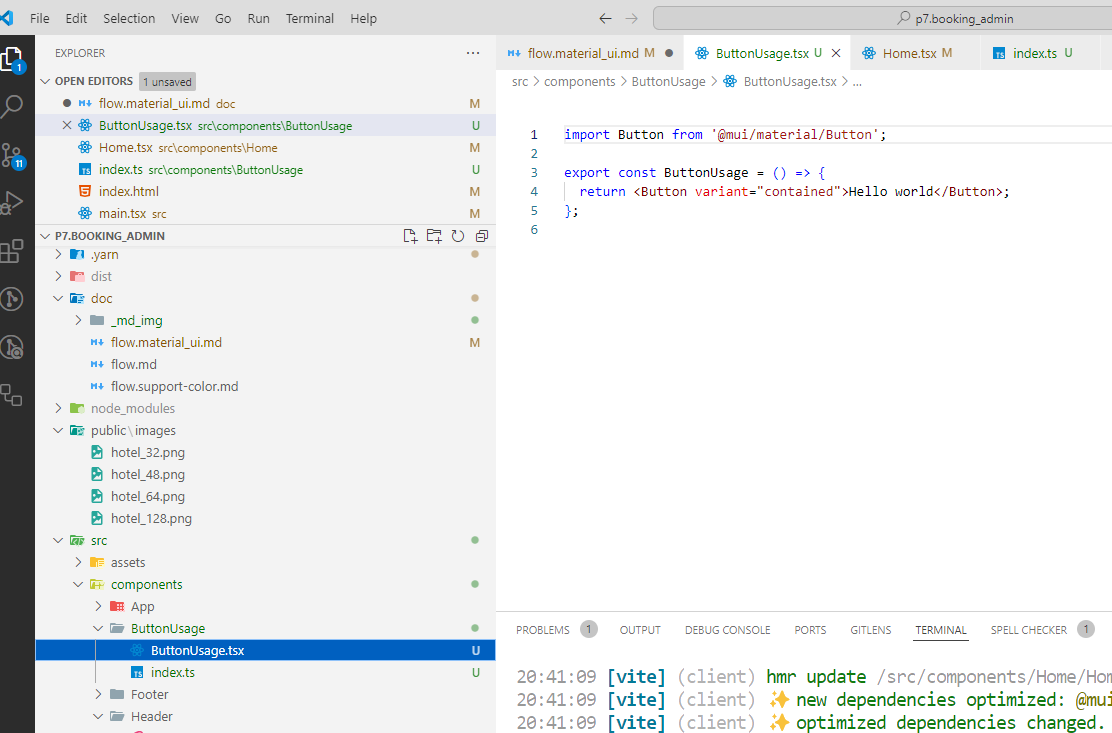 File Edit Selection View Go Run Terminal Help
p7.booking_admin
1
11
EXPLORER
OPEN EDITORS 1 unsaved
flow.material_ui.md doc M
ButtonUsage.tsx src\components\ButtonUsage U
Home.tsx src\components\Home M
TS index.ts src\components\ButtonUsage U
index.html M
main.tsx src M
P7.BOOKING_ADMIN
.yarn
dist
doc
_md_img
flow.material_ui.md M
flow.md
flow.support-color.md
node_modules
public\images
hotel_32.png
hotel_48.png
hotel_64.png
hotel_128.png
src
assets
components
App
ButtonUsage
ButtonUsage.tsx U
TS index.ts U
Footer
Header
flow.material_ui.md M
ButtonUsage.tsx U
Home.tsx M
TS index.ts U
src > components > ButtonUsage > ButtonUsage.tsx > ...
1 import Button from '@mui/material/Button';
2
3 export const ButtonUsage = () => {
4 return <Button variant="contained">Hello world</Button>;
5 };
6
PROBLEMS 1 OUTPUT DEBUG CONSOLE PORTS GITLENS TERMINAL SPELL CHECKER 1
20:41:09 [vite] (client) hmr update /src/components/Home/Hom
20:41:09 [vite] (client) ✨ new dependencies optimized: @mui
20:41:09 [vite] (client) ✨ optimized dependencies changed.